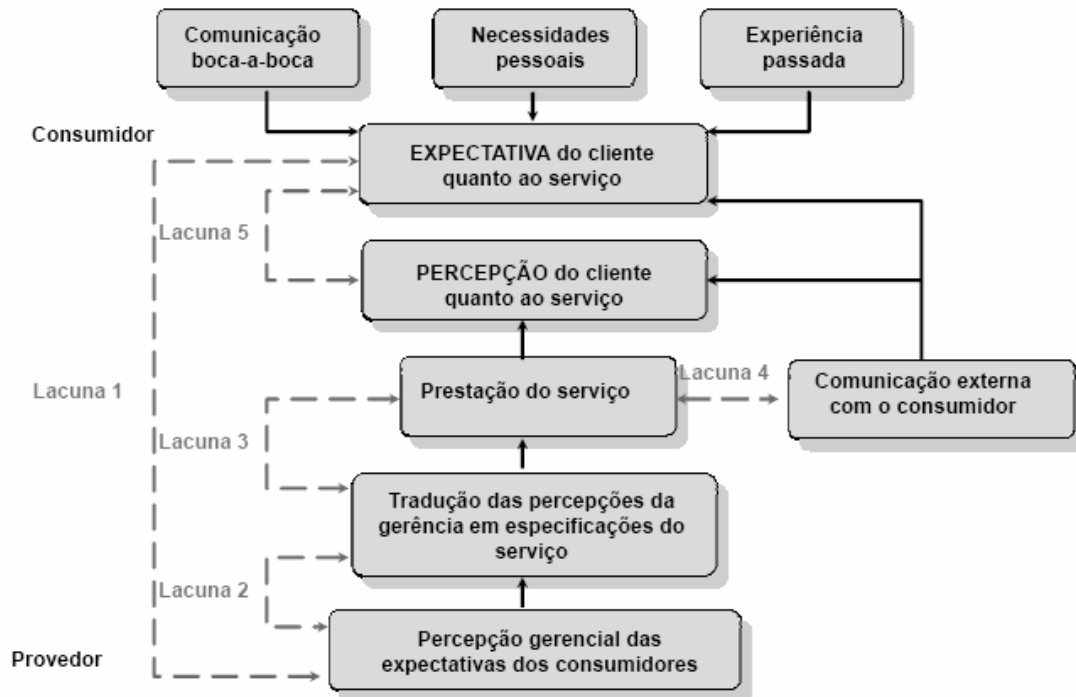 Comunicação
boca-a-boca
Necessidades
pessoais
Experiência
passada
Consumidor
EXPECTATIVA do cliente
quanto ao serviço
Lacuna 5
PERCEPÇÃO do cliente
quanto ao serviço
Lacuna 1
Prestação do serviço
Lacuna 4
Comunicação externa
com o consumidor
Lacuna 3
Tradução das percepções da
gerência em especificações do
serviço
Lacuna 2
Percepção gerencial das
expectativas dos consumidores
Provedor